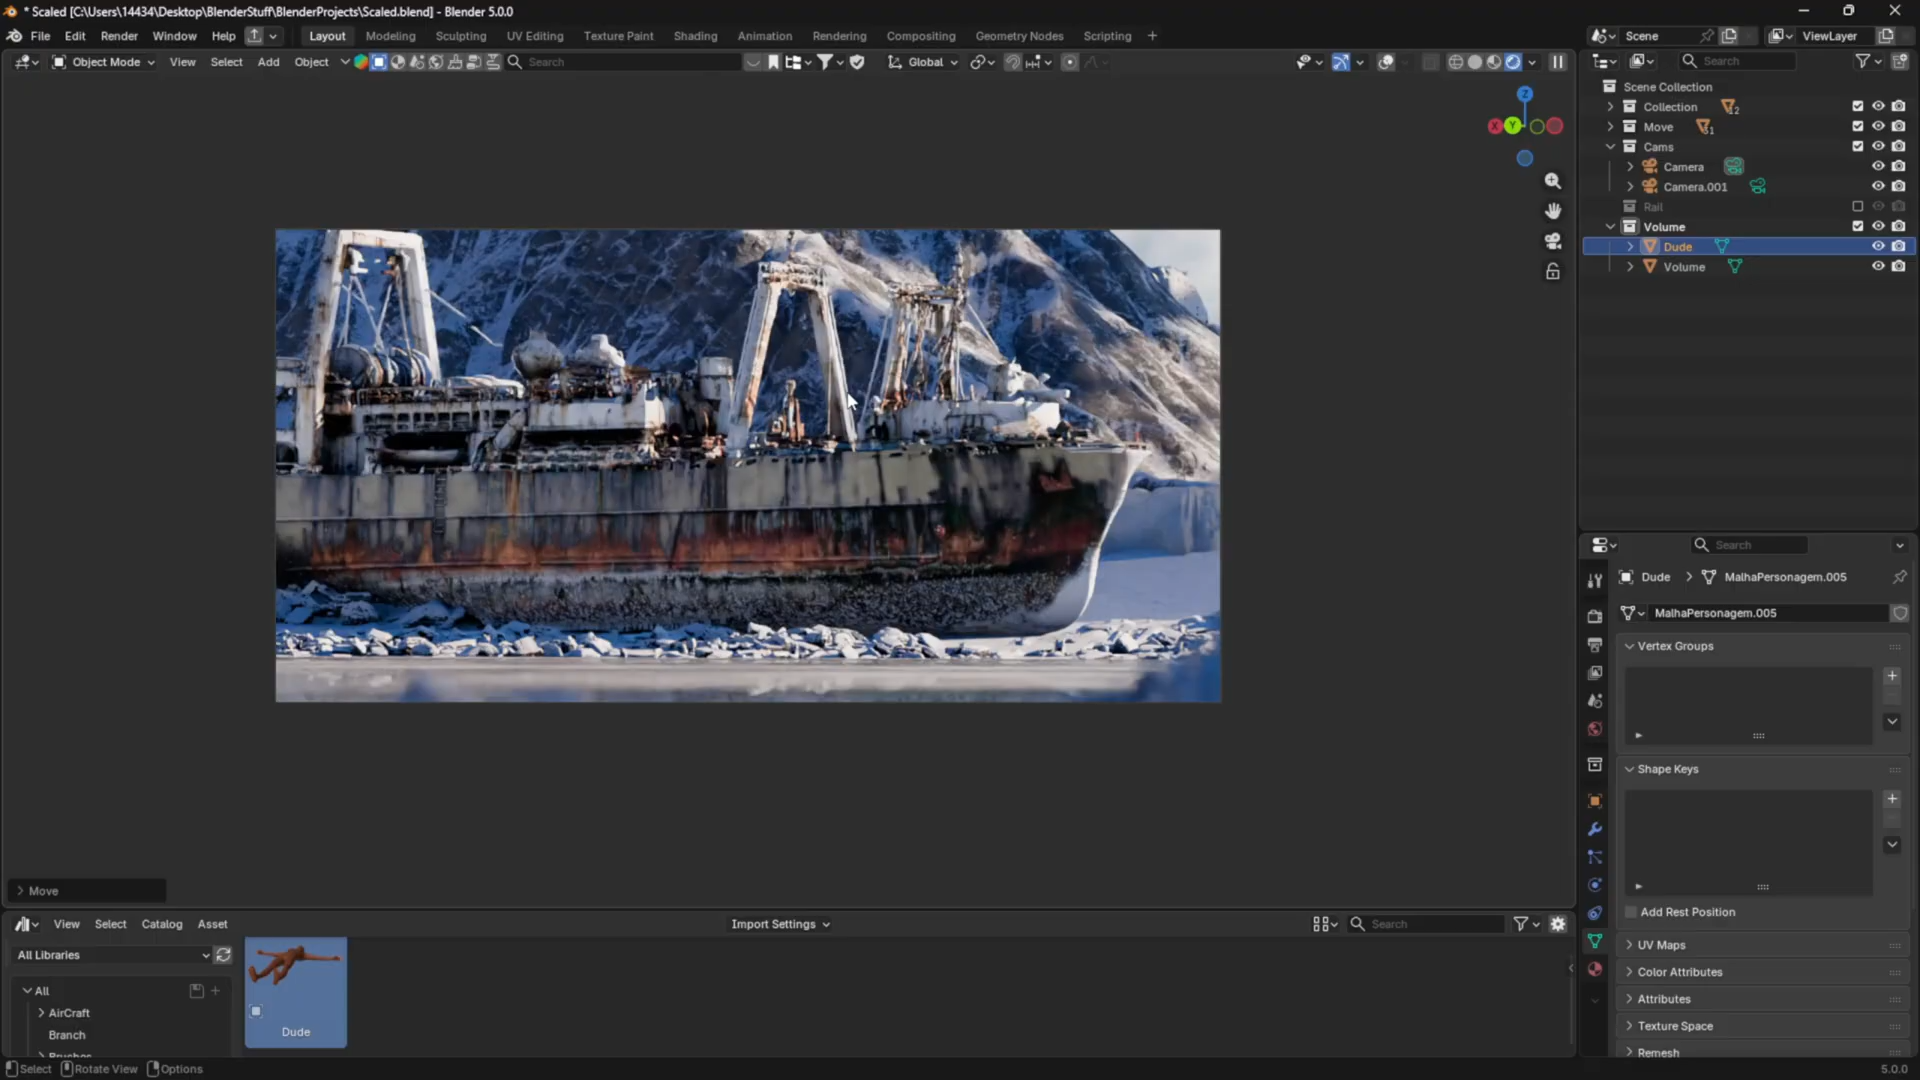 * Scaled [C:\Users\14434\Desktop\BlenderStuff\BlenderProjects\Scaled.blend] - Blender 5.0.0
File Edit Render Window Help Layout Modeling Sculpting UV Editing Texture Paint Shading Animation Rendering Compositing Geometry Nodes Scripting Scene ViewLayer
Object Mode View Select Add Object Search Global Search
Z
X Y
Scene Collection
Collection 12
Move
Cams
Camera
Camera.001
Rail
Volume
Dude
Volume
Search
Dude MalhaPersonagem.005
MalhaPersonagem.005
Vertex Groups
Shape Keys
Add Rest Position
UV Maps
Color Attributes
Attributes
Texture Space
Remesh
Move
View Select Catalog Asset Import Settings Search
All Libraries
All
AirCraft
Branch
Brushes
Dude
Select Rotate View Options 5.0.0